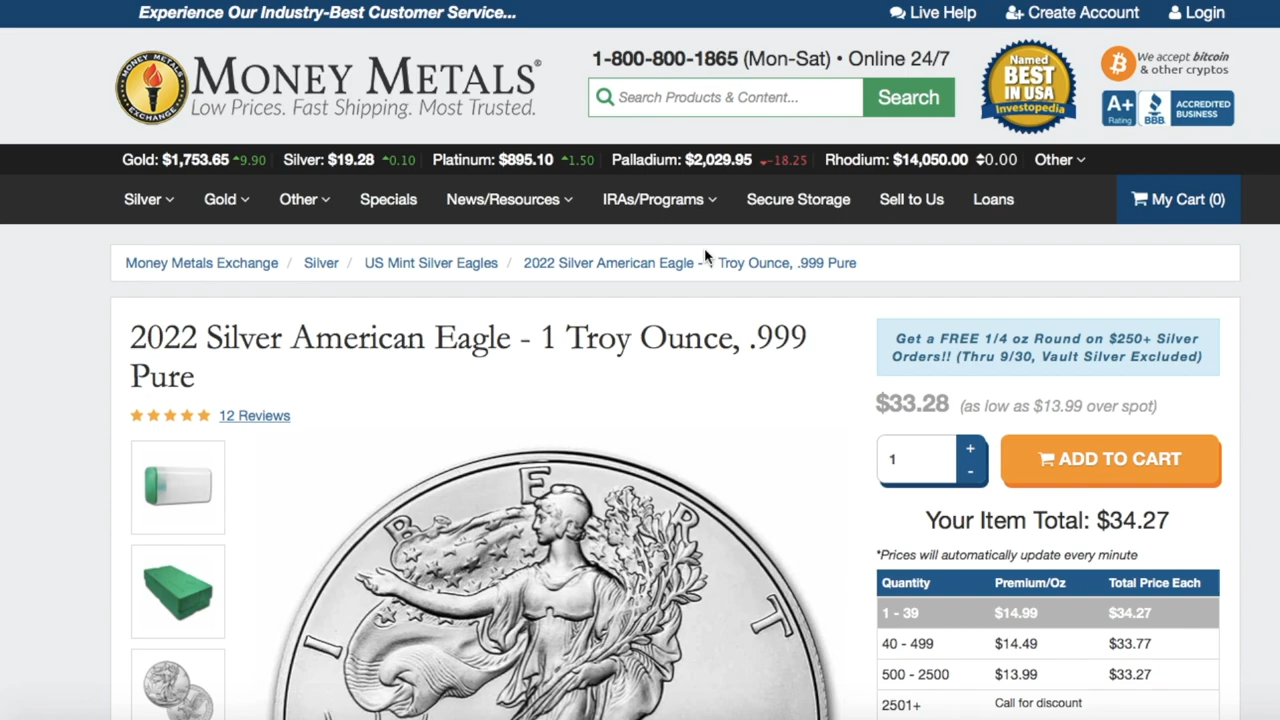 Experience Our Industry-Best Customer Service...
Live Help
Create Account
Login
MONEY METALS®
Low Prices. Fast Shipping. Most Trusted.
MONEY METALS
EXCHANGE
1-800-800-1865 (Mon-Sat) • Online 24/7
Search Products & Content...
Search
Named
BEST
IN USA
Investopedia
We accept bitcoin
& other cryptos
A+
Rating
BBB
ACCREDITED
BUSINESS
Gold: $1,753.65 9.90 Silver: $19.28 0.10 Platinum: $895.10 1.50 Palladium: $2,029.95 -18.25 Rhodium: $14,050.00 0.00 Other
Silver Gold Other Specials News/Resources IRAs/Programs Secure Storage Sell to Us Loans My Cart (0)
Money Metals Exchange / Silver / US Mint Silver Eagles / 2022 Silver American Eagle - 1 Troy Ounce, .999 Pure
2022 Silver American Eagle - 1 Troy Ounce, .999
Pure
12 Reviews
L I B E R T
Get a FREE 1/4 oz Round on $250+ Silver
Orders!! (Thru 9/30, Vault Silver Excluded)
$33.28 (as low as $13.99 over spot)
1 + -
ADD TO CART
Your Item Total: $34.27
*Prices will automatically update every minute
Quantity Premium/Oz Total Price Each
1 - 39 $14.99 $34.27
40 - 499 $14.49 $33.77
500 - 2500 $13.99 $33.27
2501+ Call for discount